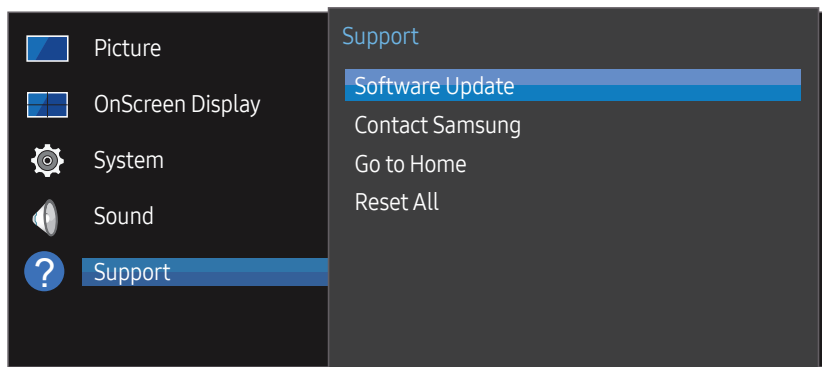 Picture
OnScreen Display
System
Sound
?
Support
Support
Software Update
Contact Samsung
Go to Home
Reset All